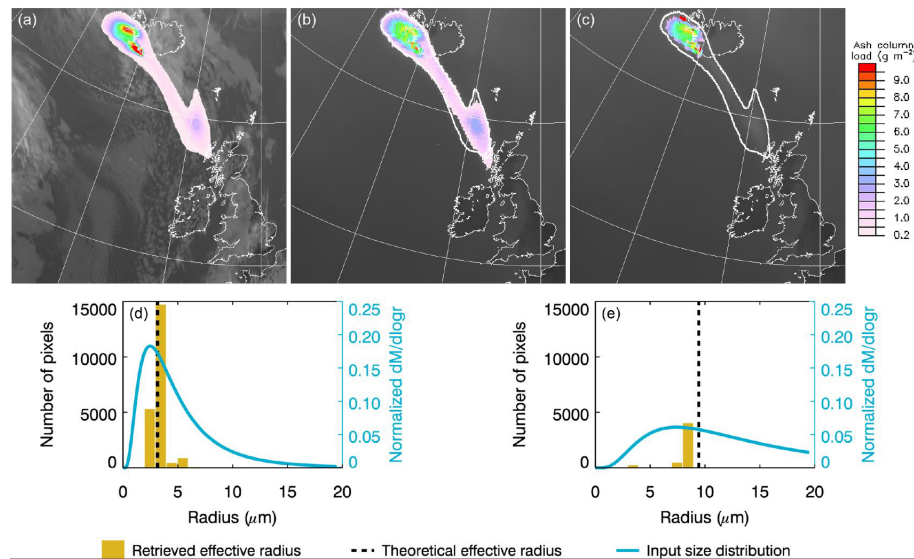 (a)
(b)
(c)
Ash column
load (g m⁻²)
9.0
8.0
7.0
6.0
5.0
4.0
3.0
2.0
1.0
0.2
(d)
Number of pixels
15000
10000
5000
0
0 5 10 15 20
Radius (μm)
0.25
0.20
0.15
0.10
0.05
0
Normalized dM/dlogr
(e)
Number of pixels
15000
10000
5000
0
0 5 10 15 20
Radius (μm)
0.25
0.20
0.15
0.10
0.05
0
Normalized dM/dlogr
Retrieved effective radius Theoretical effective radius Input size distribution